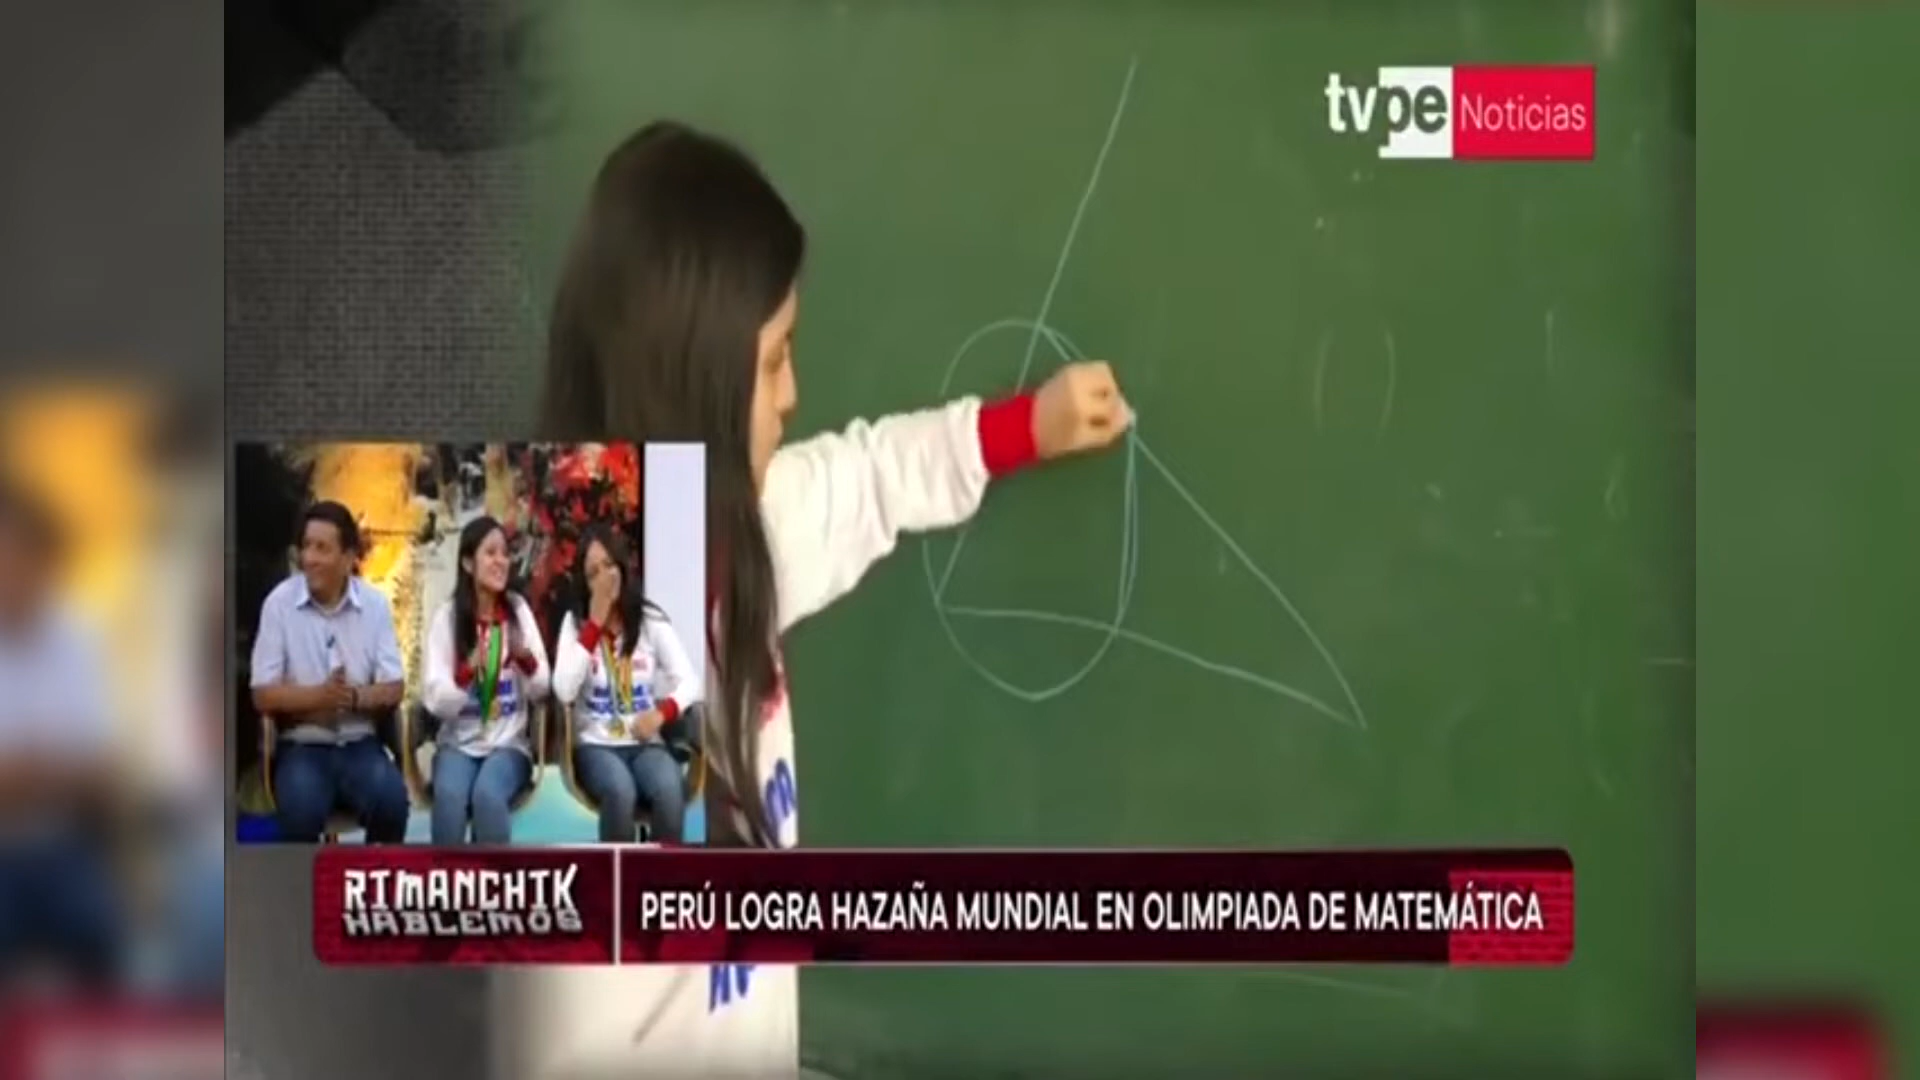 tvpe Noticias
RIMANCHIK
HABLEMOS
PERÚ LOGRA HAZAÑA MUNDIAL EN OLIMPIADA DE MATEMÁTICA